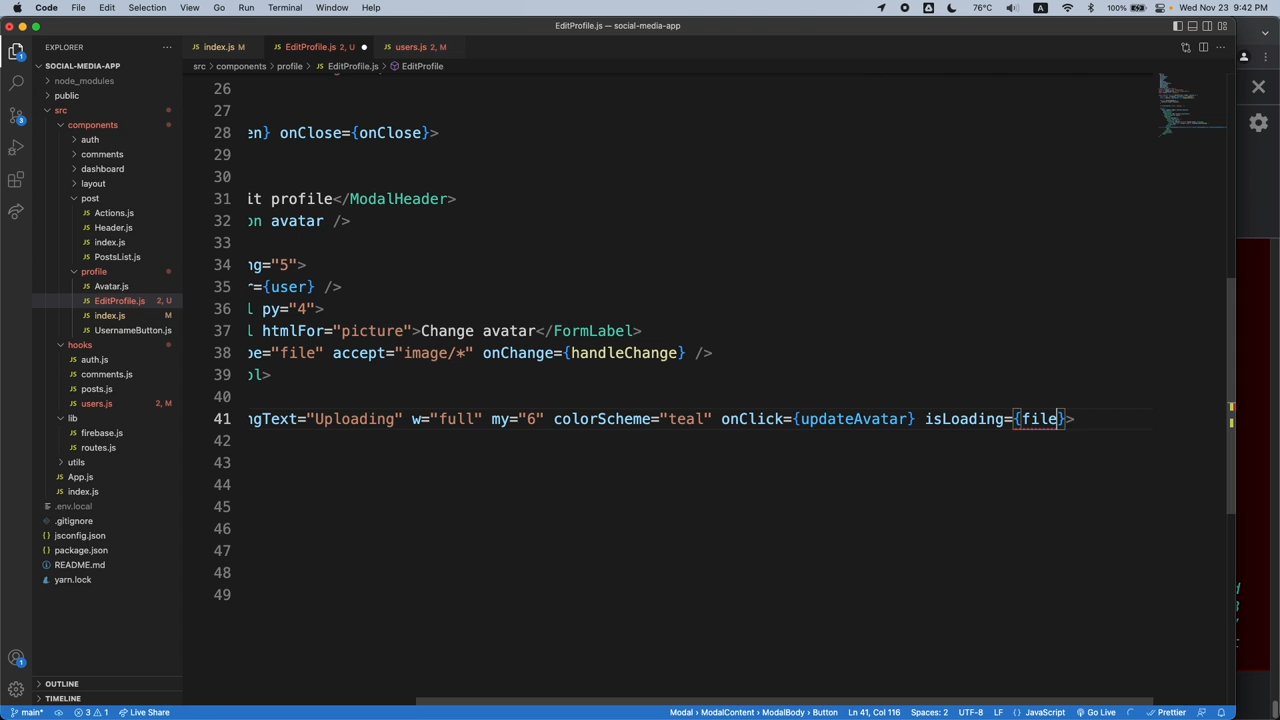 Code File Edit Selection View Go Run Terminal Window Help 76°C A 100% Wed Nov 23 9:42 PM
EditProfile.js — social-media-app
EXPLORER
index.js M
EditProfile.js 2, U
users.js 2, M
SOCIAL-MEDIA-APP
src > components > profile > EditProfile.js > EditProfile
node_modules
public
src
components
auth
comments
dashboard
layout
post
Actions.js
Header.js
index.js
PostsList.js
profile
Avatar.js
EditProfile.js 2, U
index.js M
UsernameButton.js
hooks
auth.js
comments.js
posts.js
users.js 2, M
lib
firebase.js
routes.js
utils
App.js
index.js
.env.local
.gitignore
jsconfig.json
package.json
README.md
yarn.lock
OUTLINE
TIMELINE
26
27
28 en} onClose={onClose}>
29
30
31 it profile</ModalHeader>
32 on avatar />
33
34 ng="5">
35 r={user} />
36 l py="4">
37 l htmlFor="picture">Change avatar</FormLabel>
38 pe="file" accept="image/*" onChange={handleChange} />
39 ol>
40
41 ngText="Uploading" w="full" my="6" colorScheme="teal" onClick={updateAvatar} isLoading={file}>
42
43
44
45
46
47
48
49
Modal > ModalContent > ModalBody > Button Ln 41, Col 116 Spaces: 2 UTF-8 LF {} JavaScript Go Live Prettier
main* 3 1 Live Share